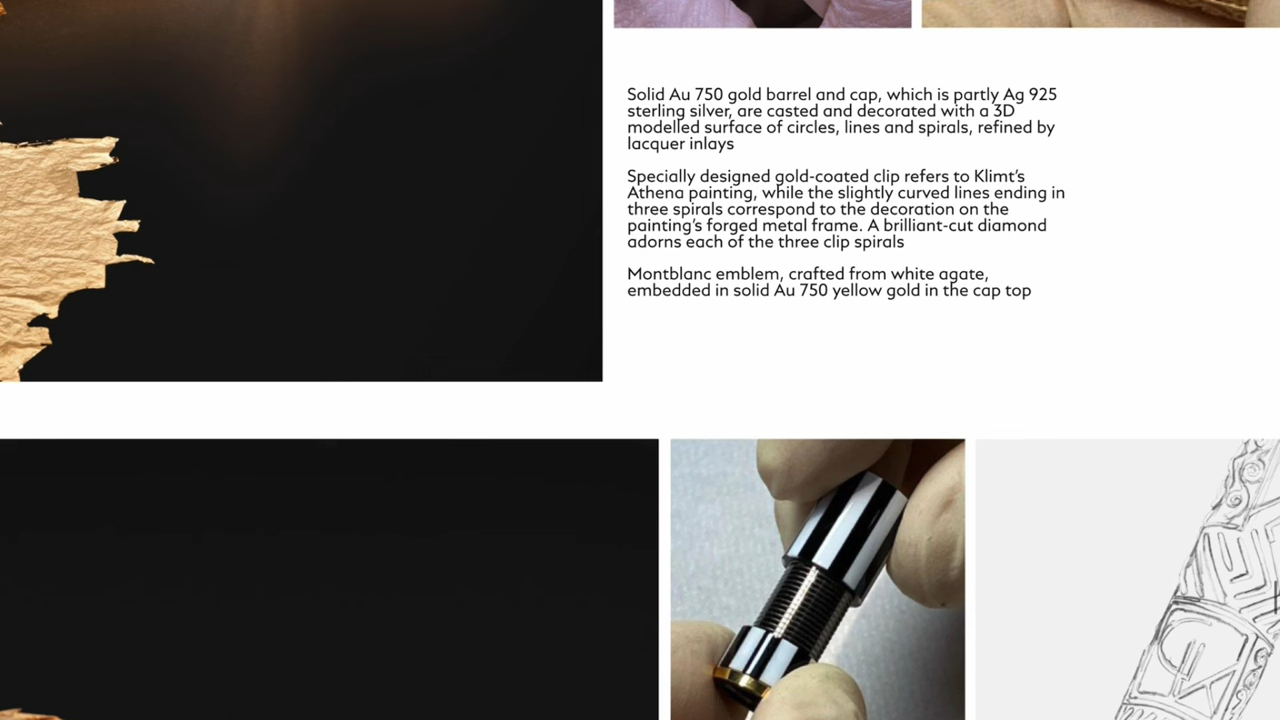 Solid Au 750 gold barrel and cap, which is partly Ag 925
sterling silver, are casted and decorated with a 3D
modelled surface of circles, lines and spirals, refined by
lacquer inlays
Specially designed gold-coated clip refers to Klimt's
Athena painting, while the slightly curved lines ending in
three spirals correspond to the decoration on the
painting's forged metal frame. A brilliant-cut diamond
adorns each of the three clip spirals
Montblanc emblem, crafted from white agate,
embedded in solid Au 750 yellow gold in the cap top